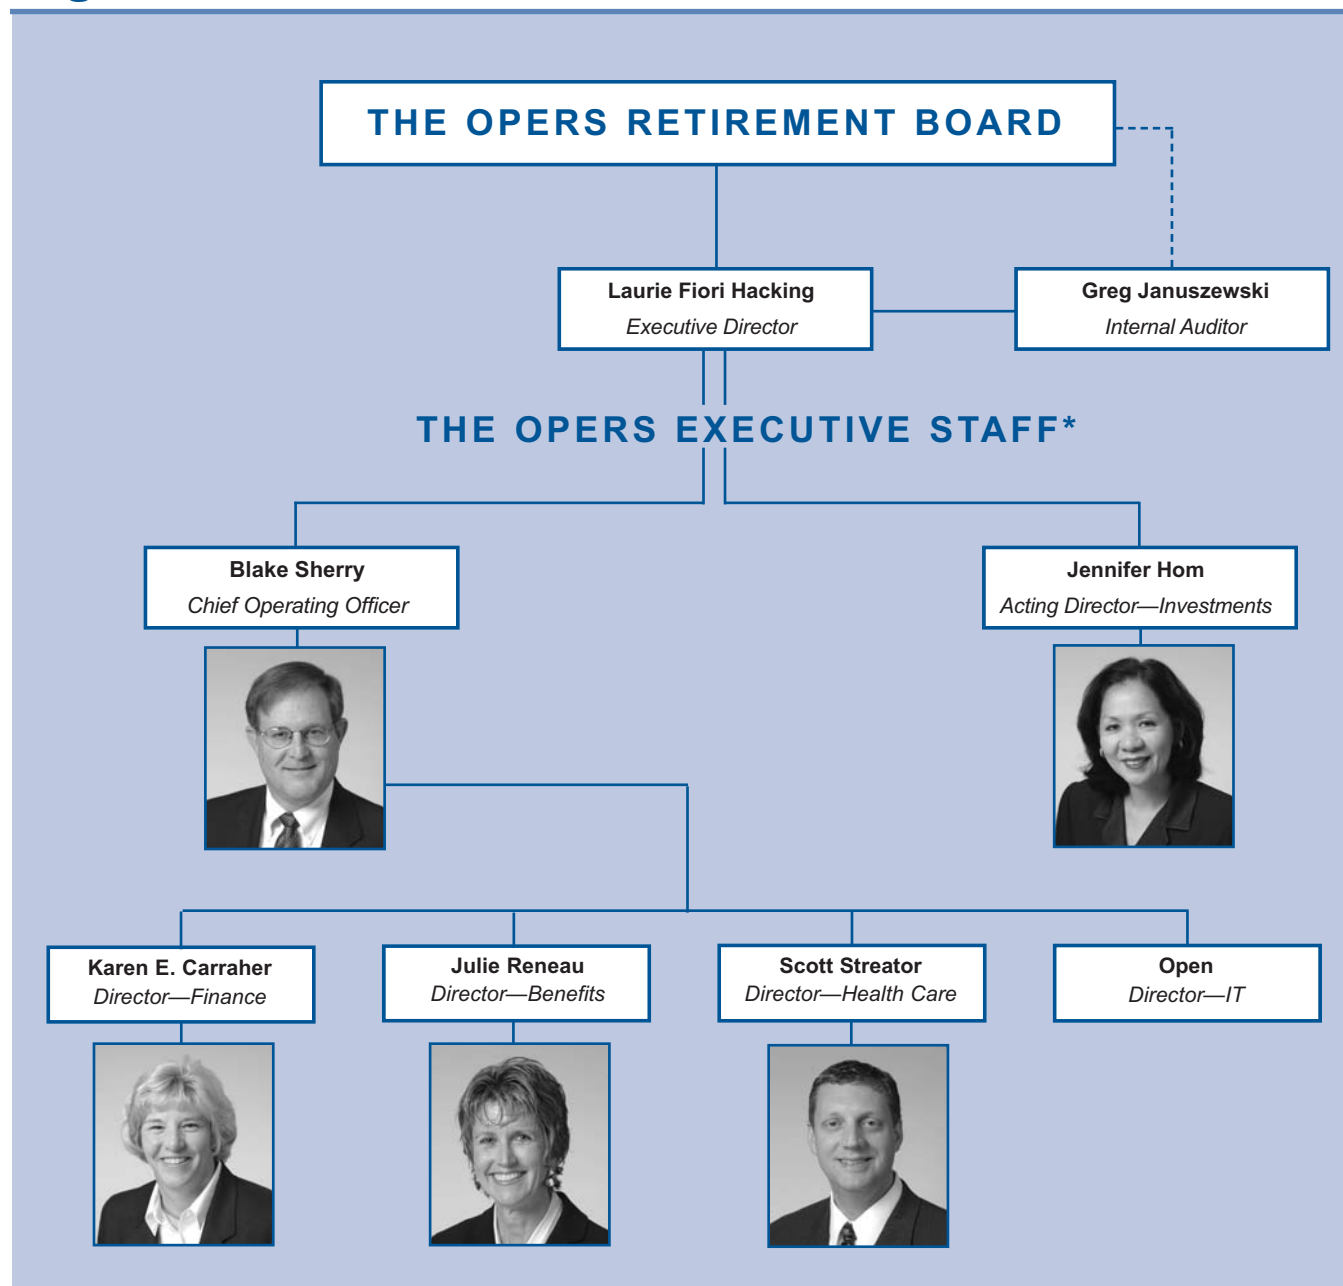 THE OPERS RETIREMENT BOARD
Laurie Fiori Hacking
Executive Director
Greg Januszewski
Internal Auditor
THE OPERS EXECUTIVE STAFF*
Blake Sherry
Chief Operating Officer
Jennifer Hom
Acting Director—Investments
Karen E. Carraher
Director—Finance
Julie Reneau
Director—Benefits
Scott Streator
Director—Health Care
Open
Director—IT